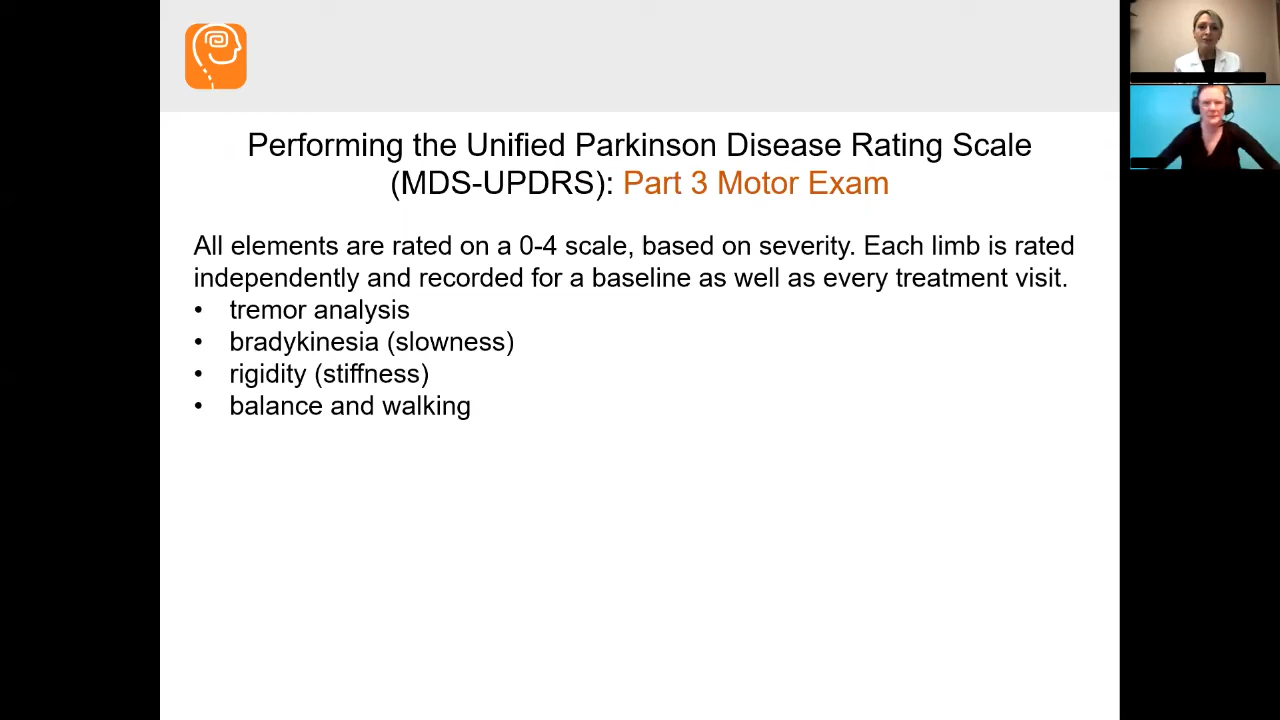 Performing the Unified Parkinson Disease Rating Scale
(MDS-UPDRS): Part 3 Motor Exam
All elements are rated on a 0-4 scale, based on severity. Each limb is rated
independently and recorded for a baseline as well as every treatment visit.
• tremor analysis
• bradykinesia (slowness)
• rigidity (stiffness)
• balance and walking